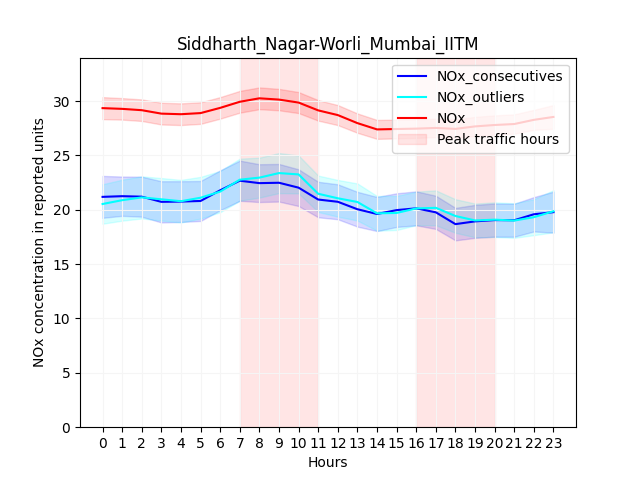 Siddharth_Nagar-Worli_Mumbai_IITM
NOx_consecutives
NOx_outliers
NOx
Peak traffic hours
NOx concentration in reported units
30
25
20
15
10
5
0
0 1 2 3 4 5 6 7 8 9 10 11 12 13 14 15 16 17 18 19 20 21 22 23
Hours